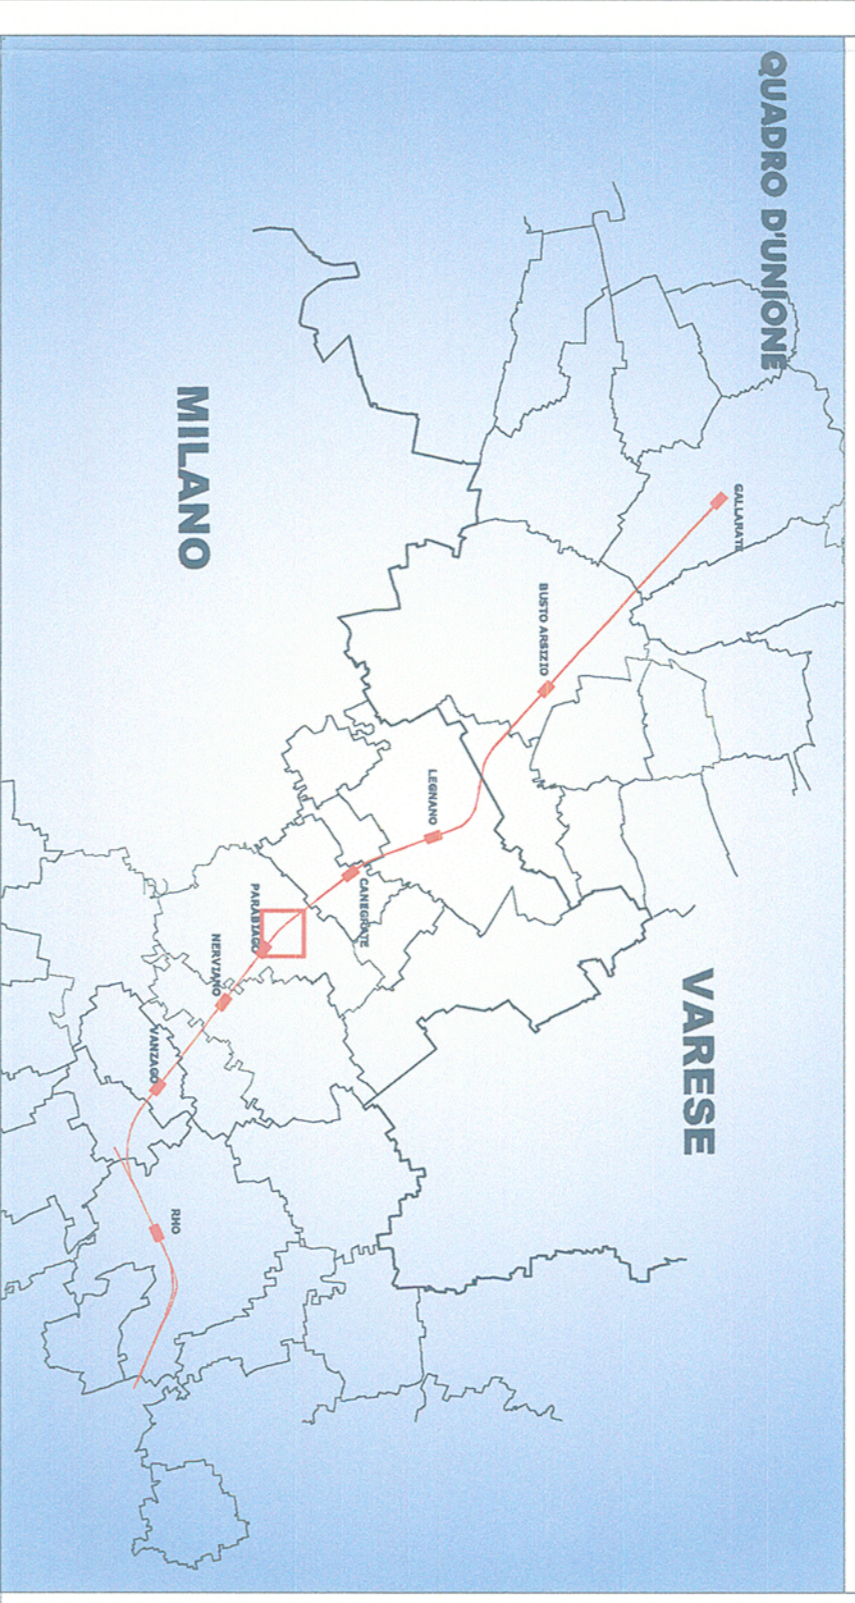 QUADRO D'UNIONE
VARESE
GALLARATE
BUSTO ARSIZIO
LEGNANO
CANEGRATE
PARABIAGO
NERVIANO
VANZAGO
RHO
MILANO